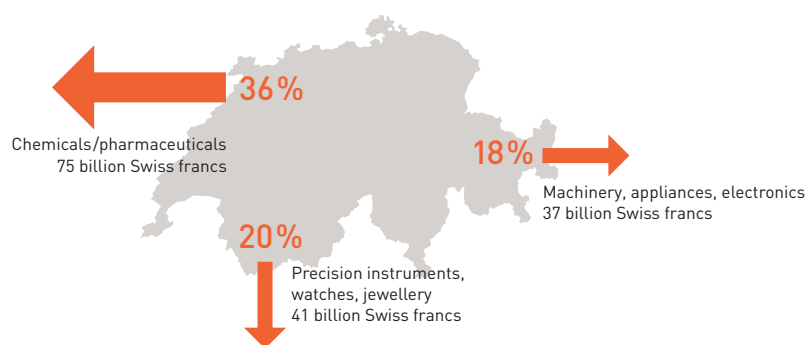 36%
Chemicals/pharmaceuticals
75 billion Swiss francs
18%
Machinery, appliances, electronics
37 billion Swiss francs
20%
Precision instruments,
watches, jewellery
41 billion Swiss francs